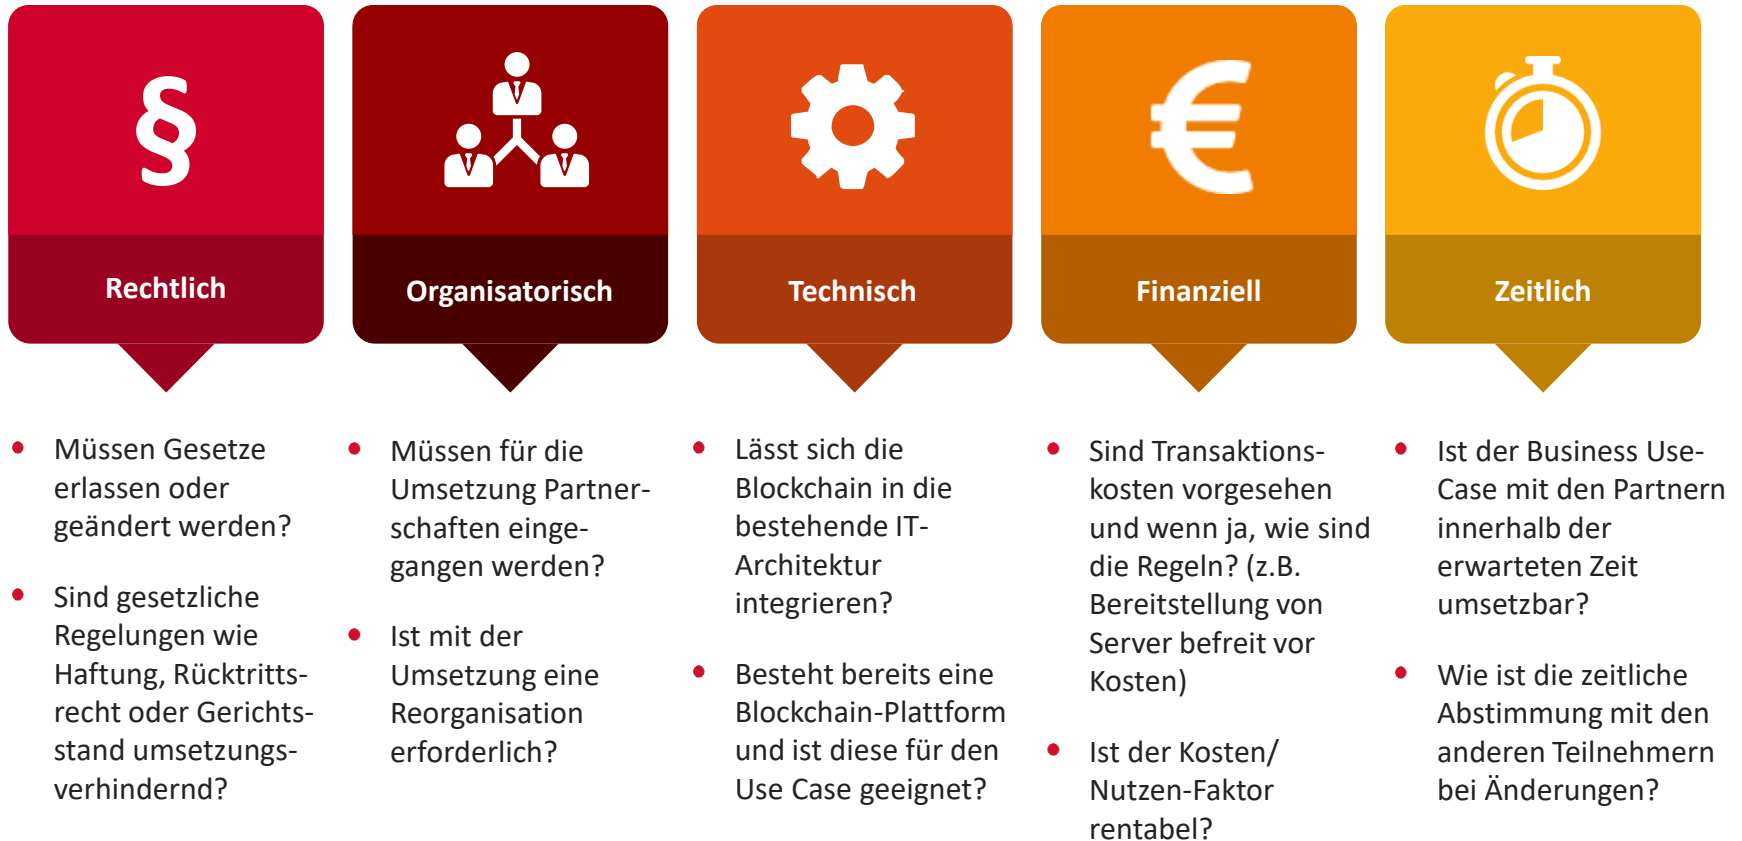 §
€
Rechtlich
Organisatorisch
Technisch
Finanziell
Zeitlich
• Müssen Gesetze
erlassen oder
geändert werden?
• Sind gesetzliche
Regelungen wie
Haftung, Rücktritts-
recht oder Gerichts-
stand umsetzungs-
verhindernd?
• Müssen für die
Umsetzung Partner-
schaften einge-
gangen werden?
• Ist mit der
Umsetzung eine
Reorganisation
erforderlich?
• Lässt sich die
Blockchain in die
bestehende IT-
Architektur
integrieren?
• Besteht bereits eine
Blockchain-Plattform
und ist diese für den
Use Case geeignet?
• Sind Transaktions-
kosten vorgesehen
und wenn ja, wie sind
die Regeln? (z.B.
Bereitstellung von
Server befreit vor
Kosten)
• Ist der Kosten/
Nutzen-Faktor
rentabel?
• Ist der Business Use-
Case mit den Partnern
innerhalb der
erwarteten Zeit
umsetzbar?
• Wie ist die zeitliche
Abstimmung mit den
anderen Teilnehmern
bei Änderungen?